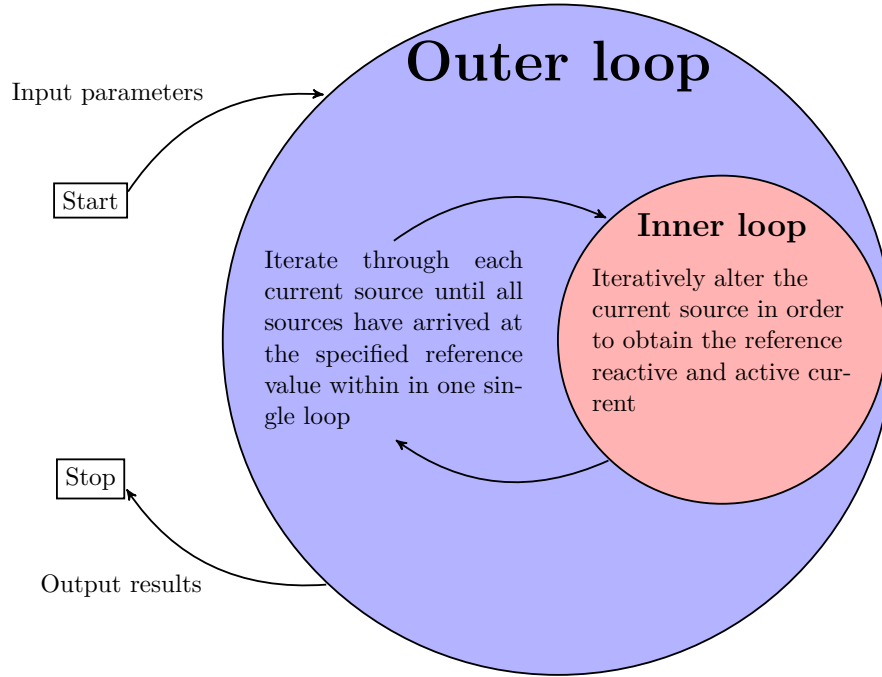 Outer loop
Input parameters
Start
Inner loop
Iterate through each
current source until all
sources have arrived at
the specified reference
value within in one sin-
gle loop
Iteratively alter the
current source in order
to obtain the reference
reactive and active cur-
rent
Stop
Output results